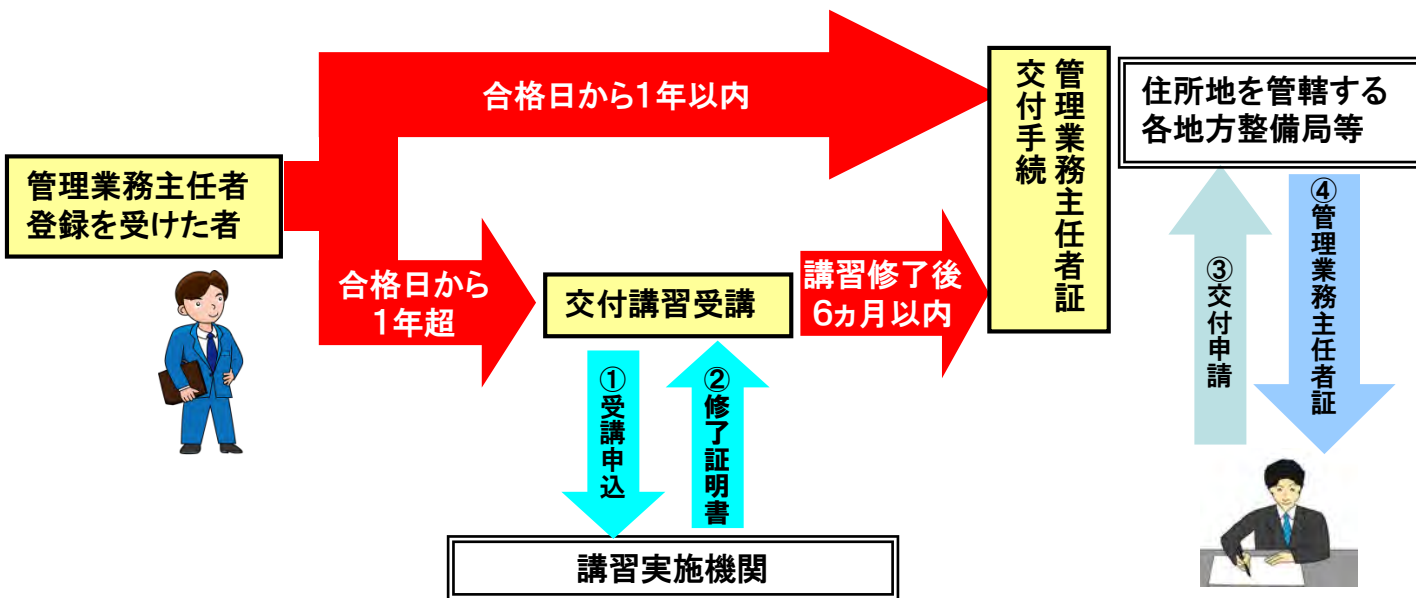 管理業務主任者
登録を受けた者
合格日から1年以内
合格日から
1年超
交付講習受講
①受講申込
②修了証明書
講習実施機関
講習修了後
6ヵ月以内
管理業務主任者証
交付手続
住所地を管轄する
各地方整備局等
③交付申請
④管理業務主任者証